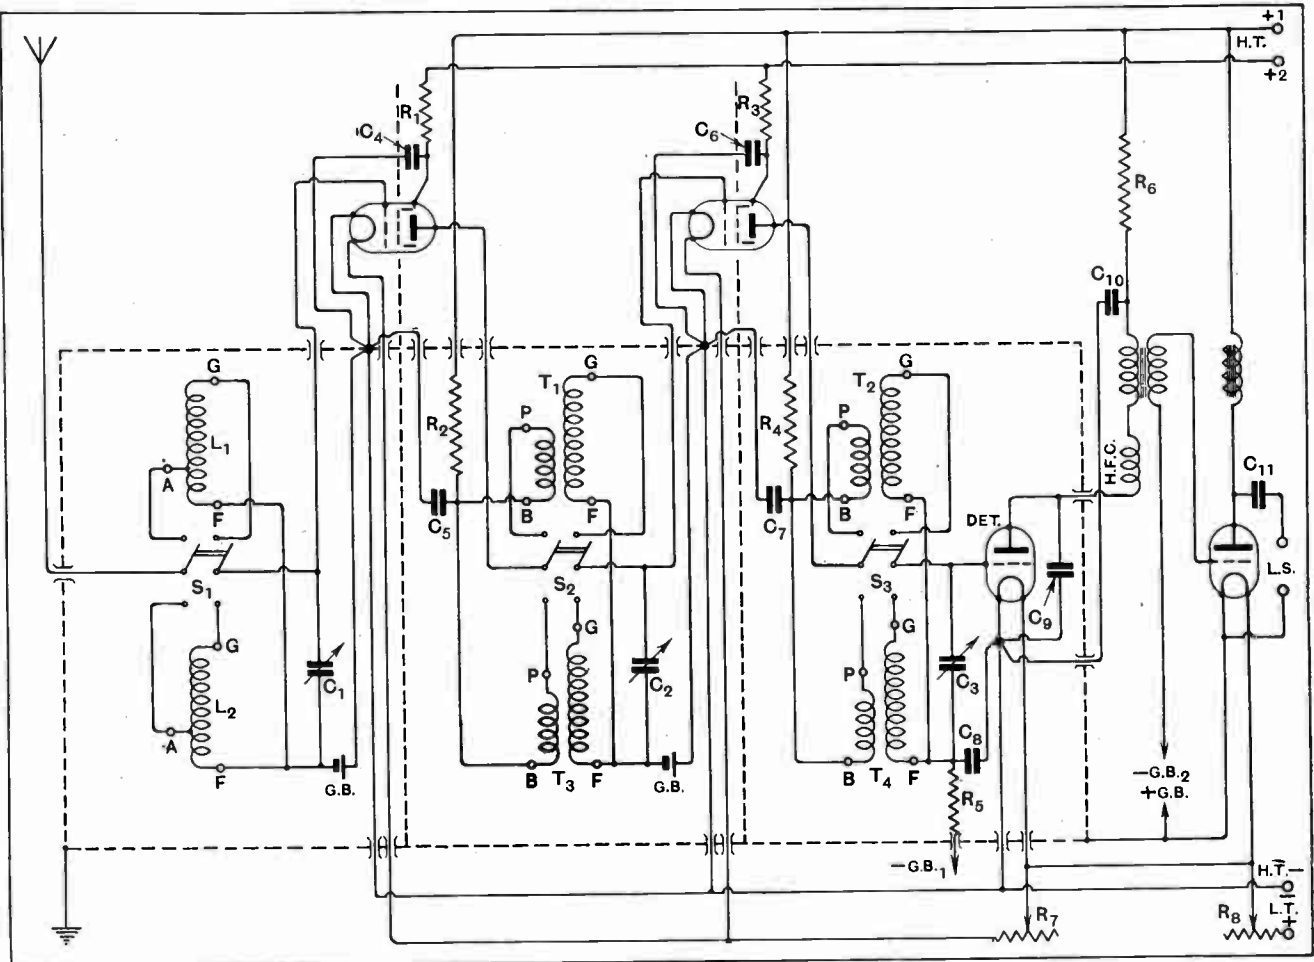 +1
H.T.
+2
R1
C4
R3
C6
R6
C10
G
L1
A
F
S1
G
L2
A
F
C1
G.B.
R2
C5
T1
G
P
B
F
S2
G
P
B
T3
F
C2
G.B.
R4
C7
T2
G
P
B
F
S3
G
P
B
T4
F
C3
C8
R5
−G.B.1
DET.
C9
H.F.C.
C11
L.S.
−G.B.2
+G.B.
H.T.−
L.T.
−
+
R7
R8